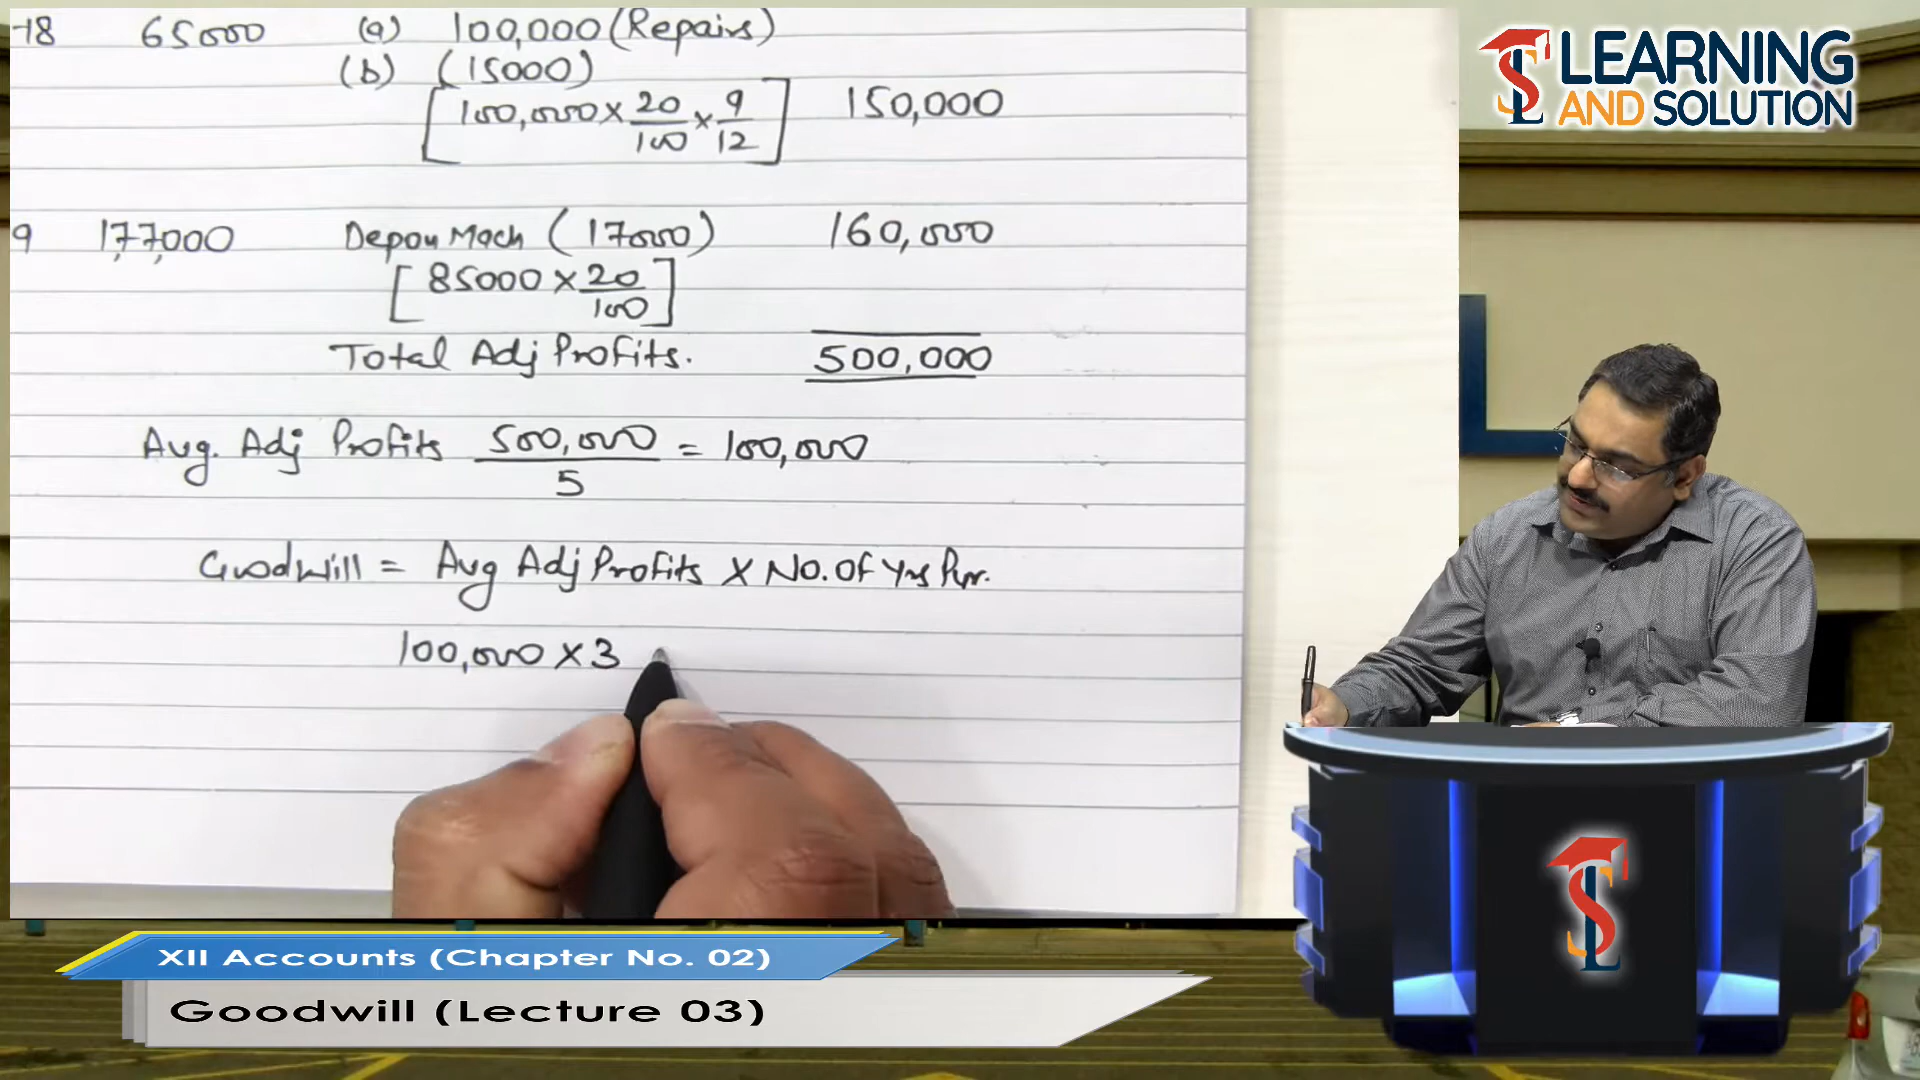 -18 65000 (a) 100,000 (Repairs)
(b) (15000)
[100,000 × 20/100 × 9/12] 150,000
9 1,77,000 Depon Mach (17000) 160,000
[85000 × 20/100]
Total Adj Profits. 500,000
Avg. Adj Profits 500,000/5 = 100,000
Goodwill = Avg Adj Profits × No. of Yrs Pur.
100,000 × 3
LEARNING
AND SOLUTION
XII Accounts (Chapter No. 02)
Goodwill (Lecture 03)